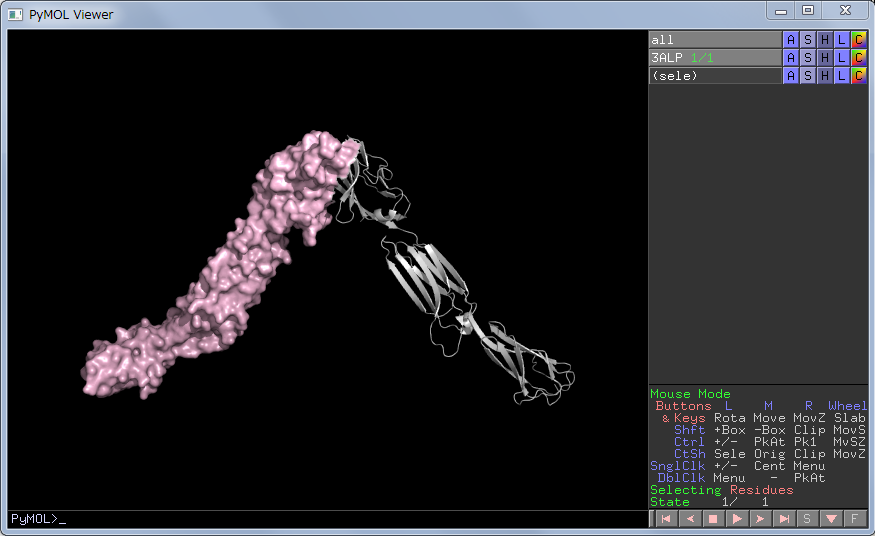 PyMOL Viewer
all A S H L C
3ALP 1/1 A S H L C
(sele) A S H L C
Mouse Mode
Buttons L M R Wheel
& Keys Rota Move MovZ Slab
Shft +Box -Box Clip MovS
Ctrl +/- PkAt Pk1 MvSZ
CtSh Sele Orig Clip MovZ
SnglClk +/- Cent Menu
DblClk Menu - PkAt
Selecting Residues
State 1/ 1
PyMOL>_ S F